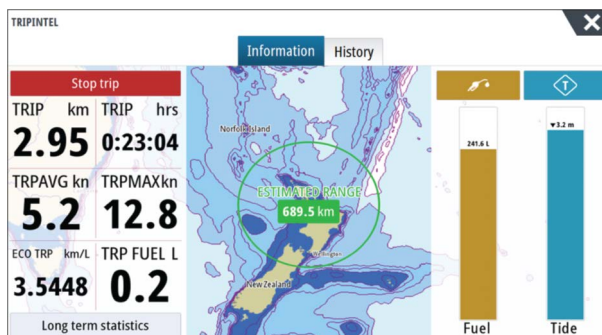 TRIPINTEL
Information History
Stop trip
TRIP km TRIP hrs
2.95 0:23:04
TRPAVG kn TRPMAX kn
5.2 12.8
ECO TRP km/L TRP FUEL L
3.5448 0.2
Long term statistics
Norfolk Island
ESTIMATED RANGE
689.5 km
Wellington
New Zealand
T
241.6 L
▼3.2 m
Fuel Tide